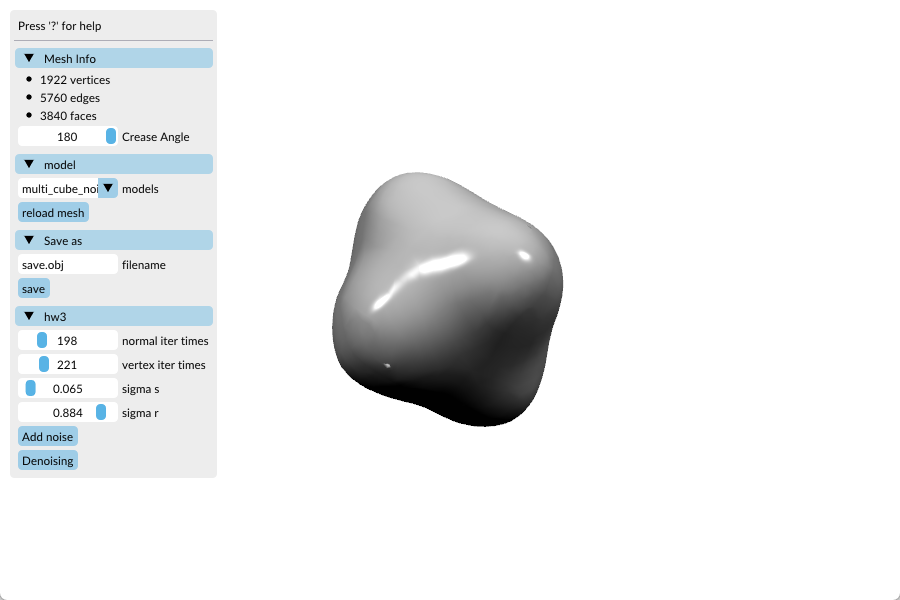 Press '?' for help
Mesh Info
1922 vertices
5760 edges
3840 faces
180 Crease Angle
model
multi_cube_noi models
reload mesh
Save as
save.obj filename
save
hw3
198 normal iter times
221 vertex iter times
0.065 sigma s
0.884 sigma r
Add noise
Denoising